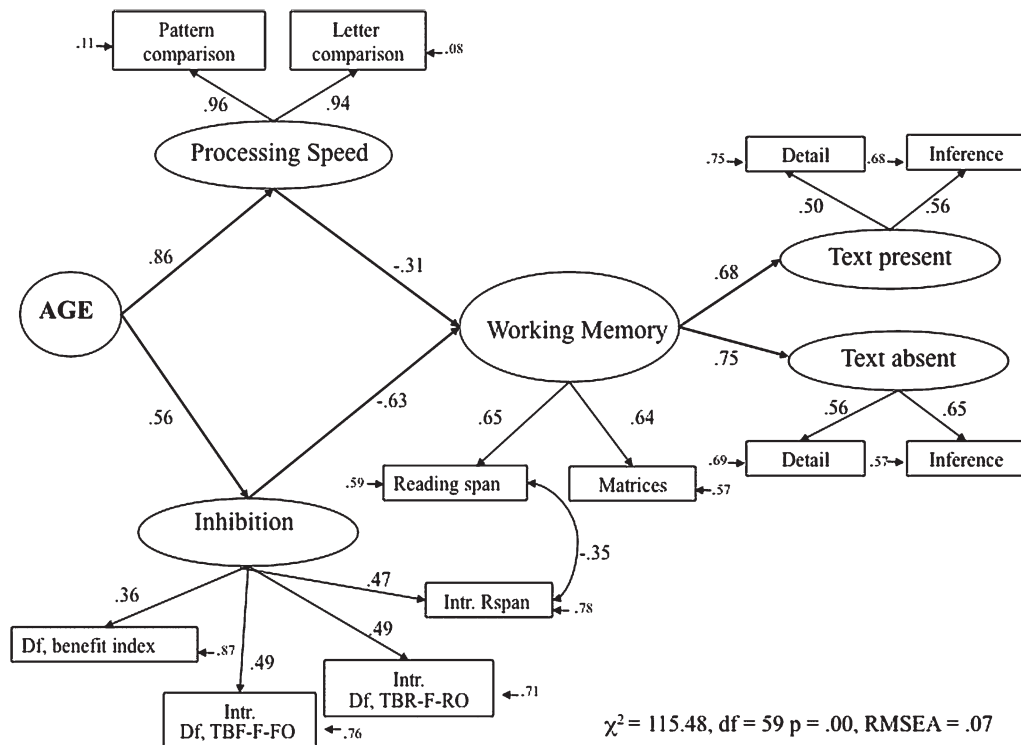 Pattern
comparison
.11
Letter
comparison
.08
.96
.94
Processing Speed
.75
Detail
.68
Inference
.50
.56
Text present
.86
-.31
.68
AGE
Working Memory
.75
Text absent
.56
-.63
.65
.64
.56
.65
.69
Detail
.57
Inference
.59
Reading span
Matrices
.57
Inhibition
-.35
.47
Intr. Rspan
.78
.36
.49
.49
Df, benefit index
.87
Intr.
Df, TBR-F-RO
.71
Intr.
Df, TBF-F-FO
.76
χ² = 115.48, df = 59 p = .00, RMSEA = .07